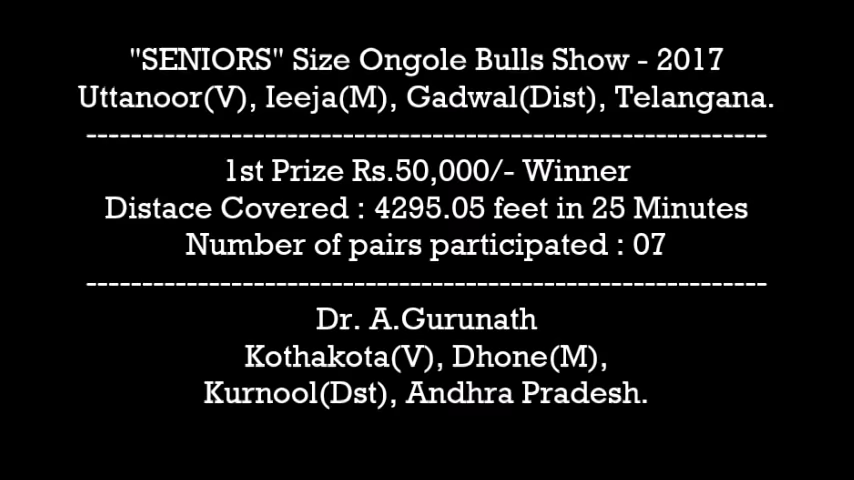 "SENIORS" Size Ongole Bulls Show - 2017
Uttanoor(V), Ieeja(M), Gadwal(Dist), Telangana.
-------------------------------------------------------------
1st Prize Rs.50,000/- Winner
Distace Covered : 4295.05 feet in 25 Minutes
Number of pairs participated : 07
-------------------------------------------------------------
Dr. A.Gurunath
Kothakota(V), Dhone(M),
Kurnool(Dst), Andhra Pradesh.